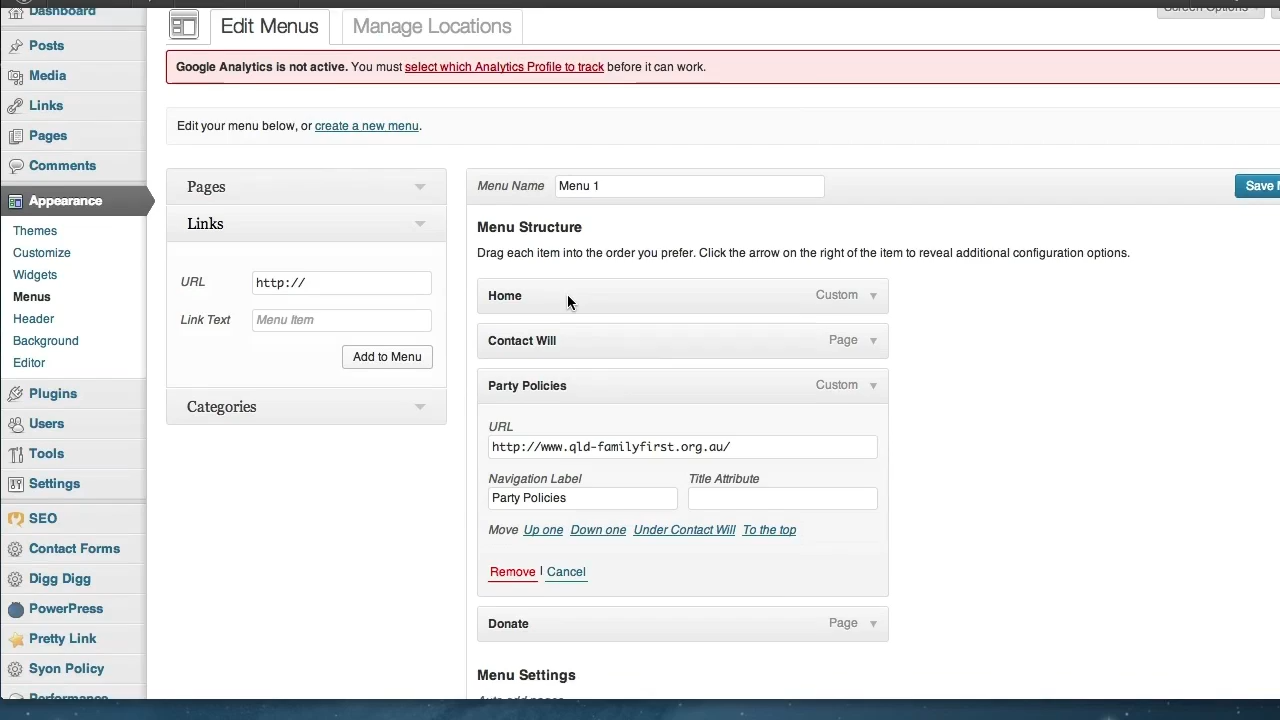 Dashboard
Posts
Media
Links
Pages
Comments
Appearance
Themes
Customize
Widgets
Menus
Header
Background
Editor
Plugins
Users
Tools
Settings
SEO
Contact Forms
Digg Digg
PowerPress
Pretty Link
Syon Policy
Performance
Screen Options
Edit Menus
Manage Locations
Google Analytics is not active. You must select which Analytics Profile to track before it can work.
Edit your menu below, or create a new menu.
Pages
Links
URL http://
Link Text Menu Item
Add to Menu
Categories
Menu Name Menu 1
Save
Menu Structure
Drag each item into the order you prefer. Click the arrow on the right of the item to reveal additional configuration options.
Home Custom
Contact Will Page
Party Policies Custom
URL
http://www.qld-familyfirst.org.au/
Navigation Label Title Attribute
Party Policies
Move Up one Down one Under Contact Will To the top
Remove | Cancel
Donate Page
Menu Settings
Auto add pages